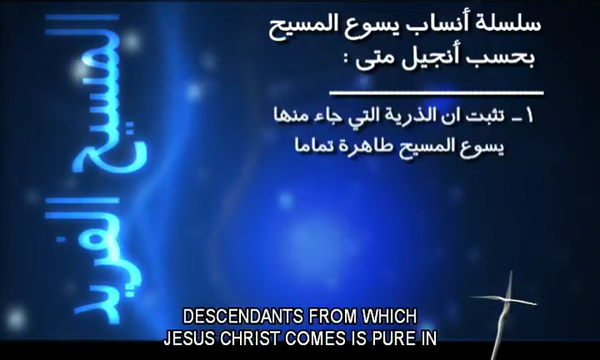 سلسلة أنساب يسوع المسيح
بحسب أنجيل متى :
١ـ تثبت ان الذرية التي جاء منها
يسوع المسيح طاهرة تماما
المسيح الفريد
DESCENDANTS FROM WHICH
JESUS CHRIST COMES IS PURE IN